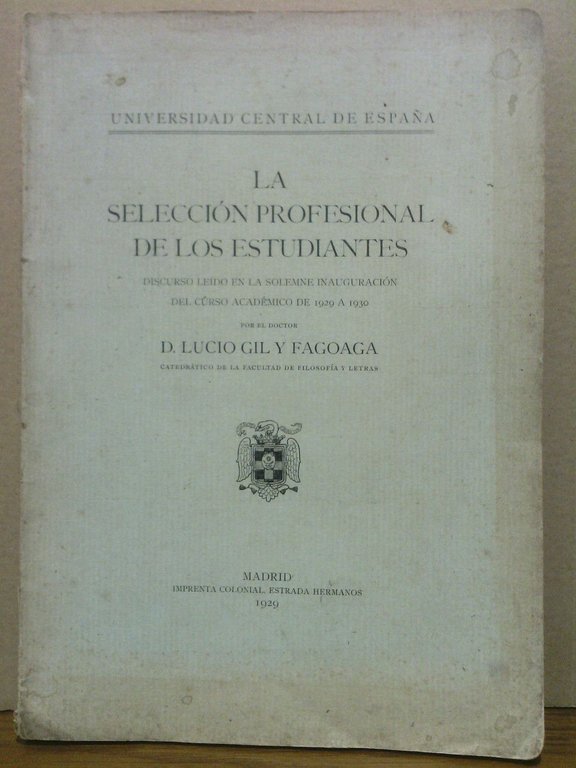 UNIVERSIDAD CENTRAL DE ESPAÑA
LA
SELECCIÓN PROFESIONAL
DE LOS ESTUDIANTES
DISCURSO LEÍDO EN LA SOLEMNE INAUGURACIÓN
DEL CURSO ACADÉMICO DE 1929 A 1930
POR EL DOCTOR
D. LUCIO GIL Y FAGOAGA
CATEDRÁTICO DE LA FACULTAD DE FILOSOFÍA Y LETRAS
MADRID
IMPRENTA COLONIAL, ESTRADA HERMANOS
1929